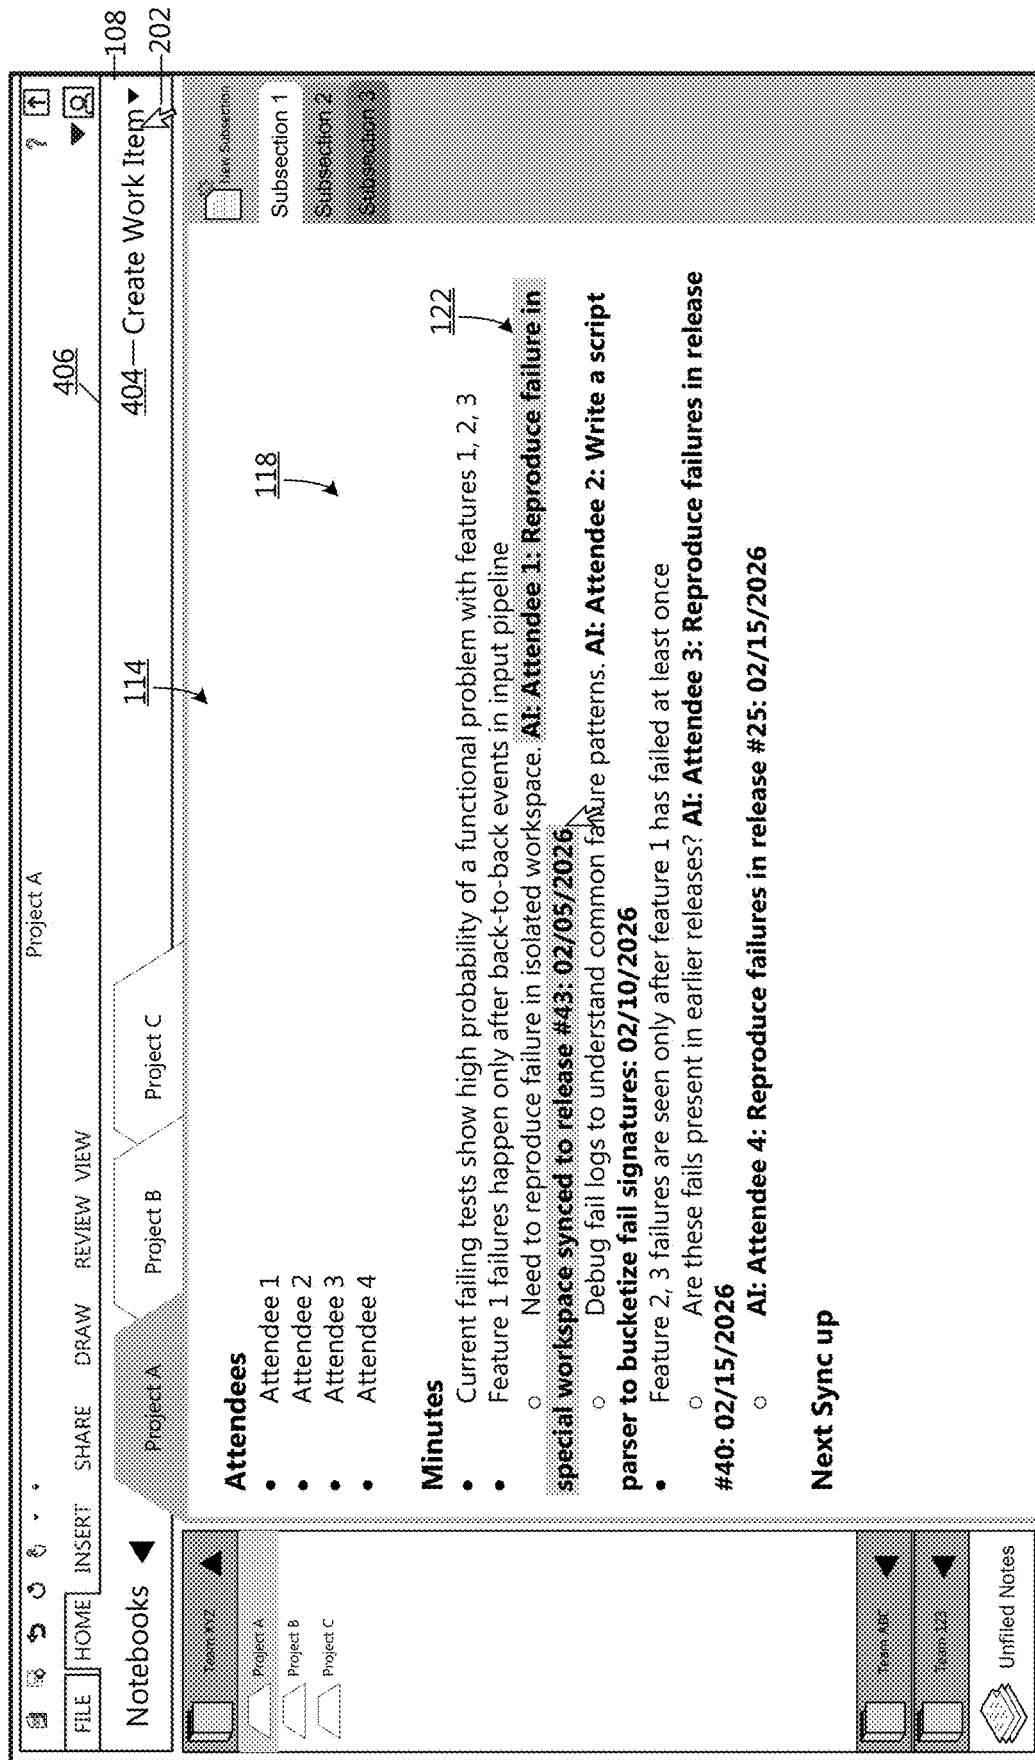 Project A
?
FILE HOME INSERT SHARE DRAW REVIEW VIEW
406
108
Notebooks
Project A
Project B
Project C
404
Create Work Item
202
114
118
122
Team XYZ
Project A
Project B
Project C
Team ABC
Team 123
Unfiled Notes
New Subsection
Subsection 1
Subsection 2
Subsection 3
Attendees
• Attendee 1
• Attendee 2
• Attendee 3
• Attendee 4
Minutes
• Current failing tests show high probability of a functional problem with features 1, 2, 3
• Feature 1 failures happen only after back-to-back events in input pipeline
○ Need to reproduce failure in isolated workspace. AI: Attendee 1: Reproduce failure in
special workspace synced to release #43: 02/05/2026
○ Debug fail logs to understand common failure patterns. AI: Attendee 2: Write a script
parser to bucketize fail signatures: 02/10/2026
• Feature 2, 3 failures are seen only after feature 1 has failed at least once
○ Are these fails present in earlier releases? AI: Attendee 3: Reproduce failures in release
#40: 02/15/2026
○ AI: Attendee 4: Reproduce failures in release #25: 02/15/2026
Next Sync up